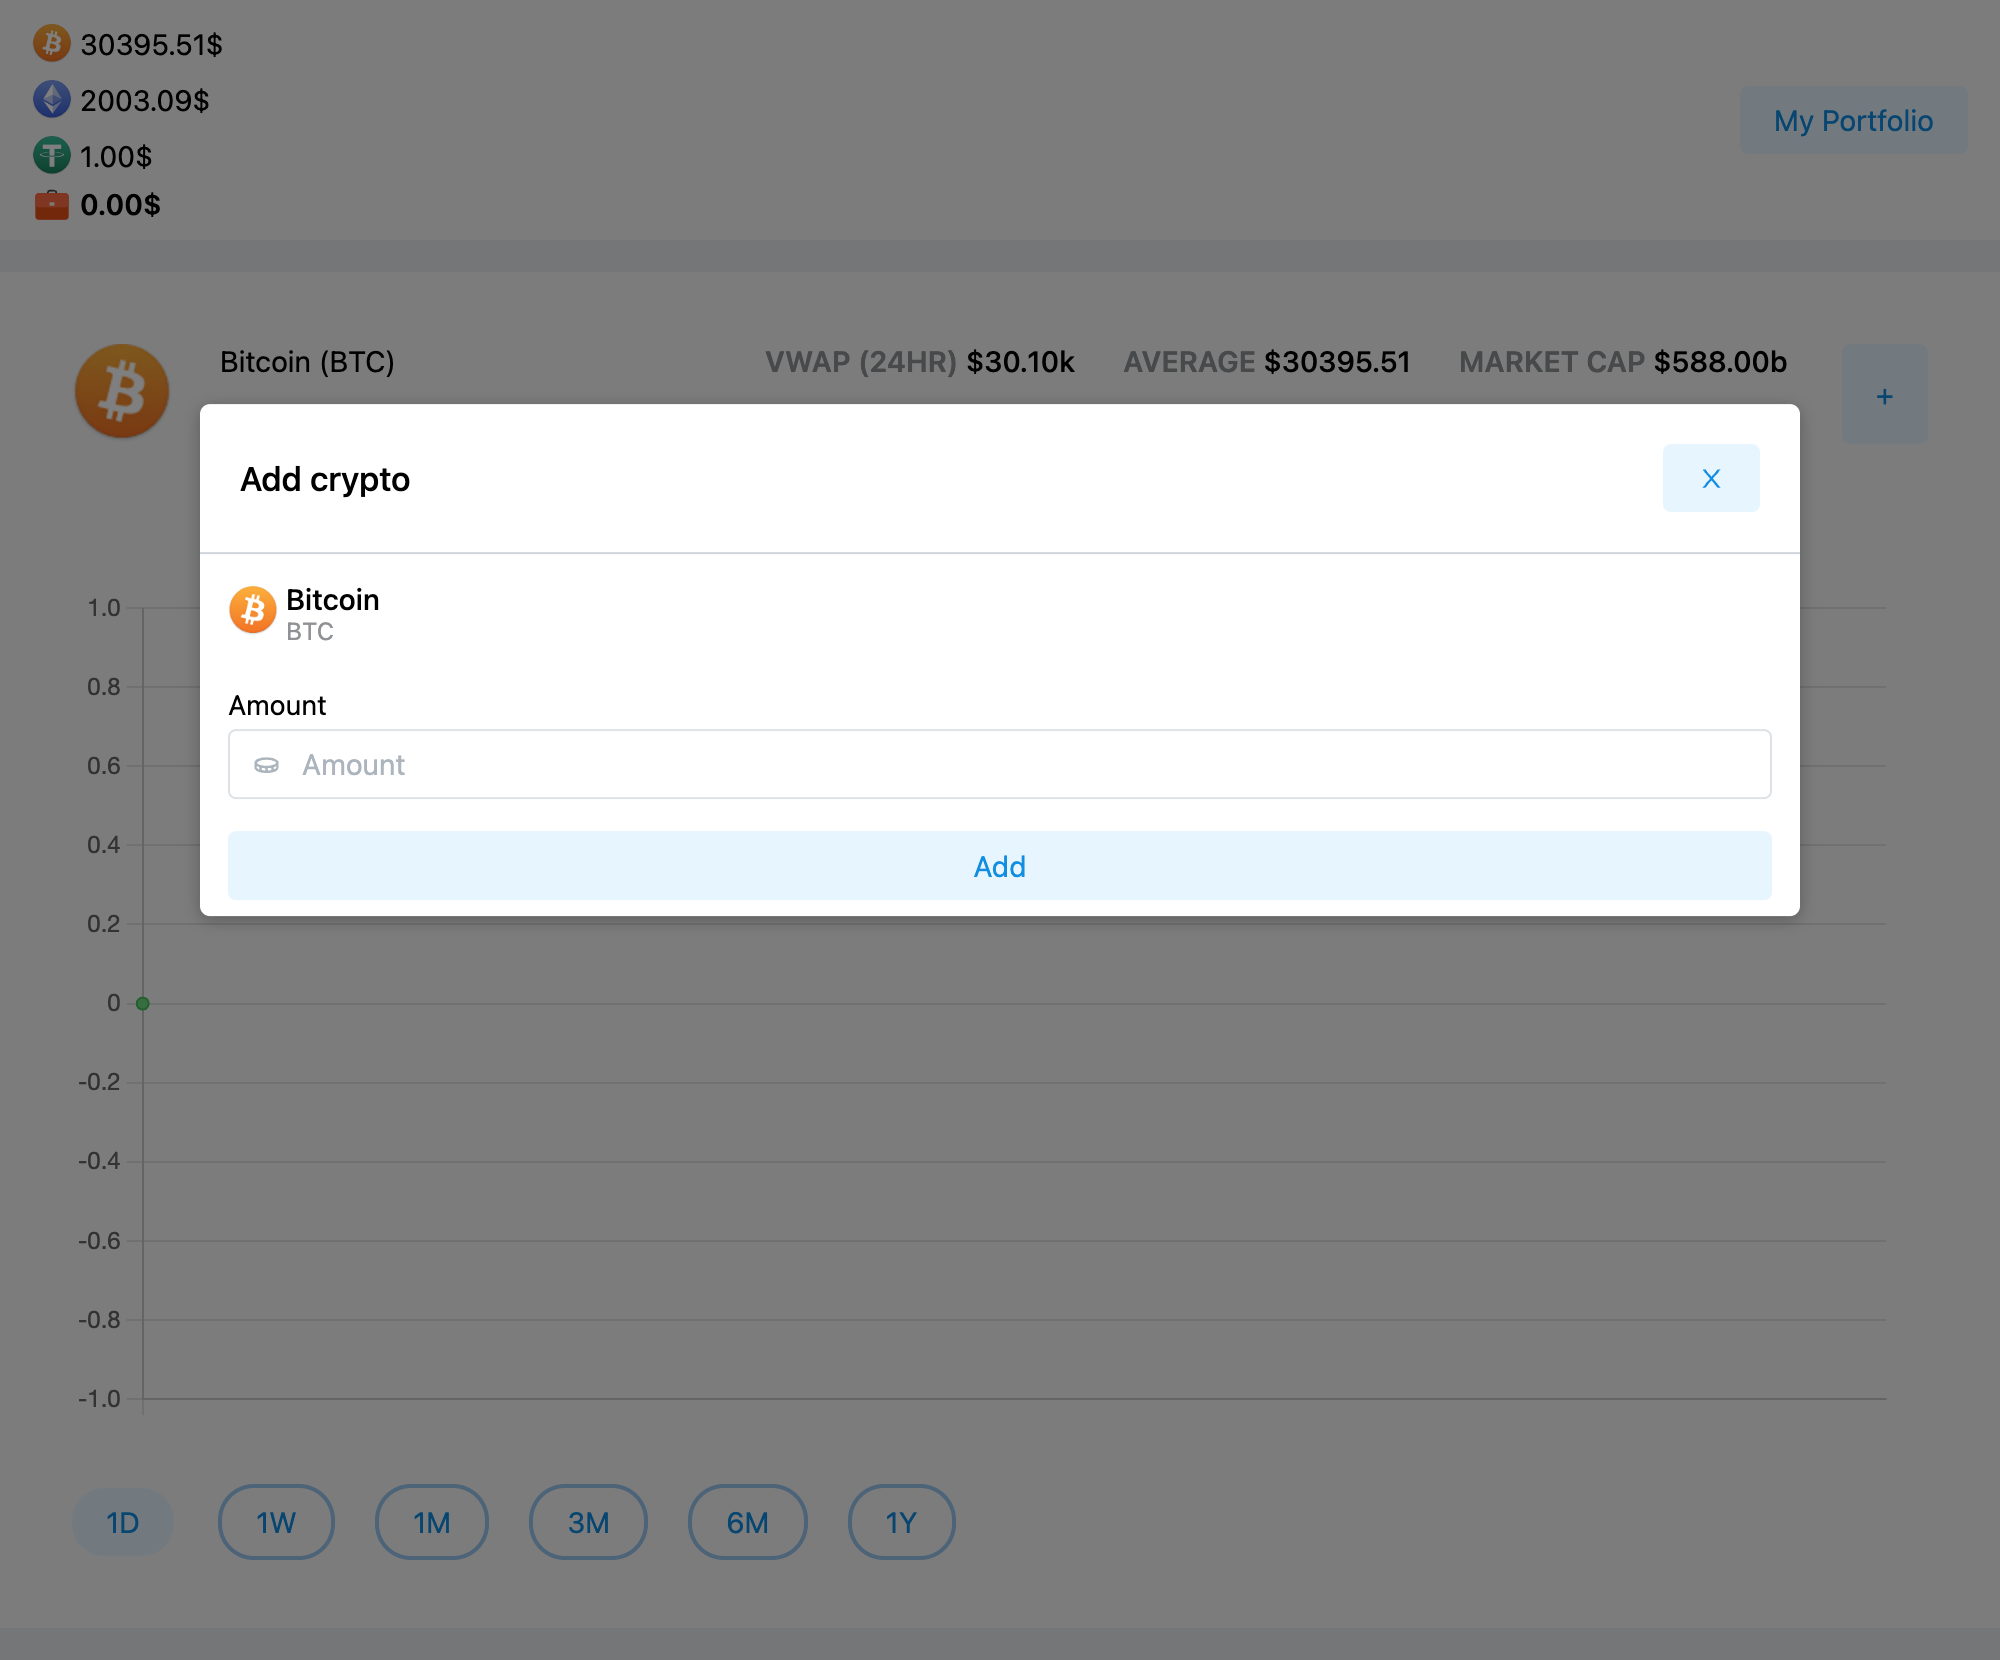 30395.51$
2003.09$
1.00$
0.00$
My Portfolio
Bitcoin (BTC)
VWAP (24HR) $30.10k
AVERAGE $30395.51
MARKET CAP $588.00b
+
Add crypto
X
Bitcoin
BTC
Amount
Amount
Add
1.0
0.8
0.6
0.4
0.2
0
-0.2
-0.4
-0.6
-0.8
-1.0
1D
1W
1M
3M
6M
1Y